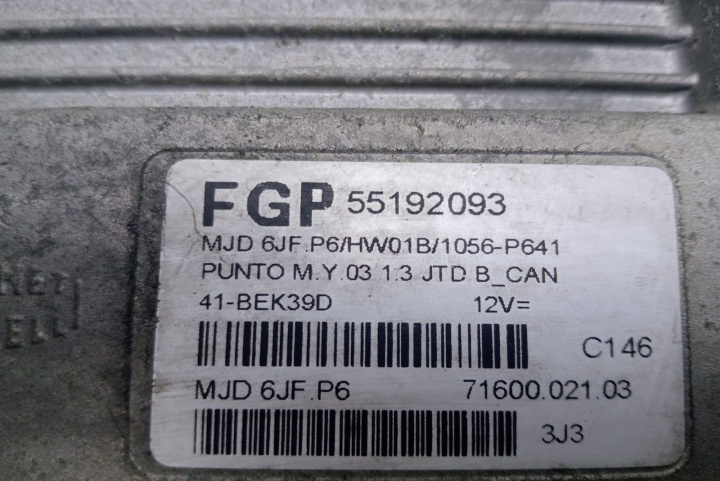 FGP 55192093
MJD 6JF.P6/HW01B/1056-P641
PUNTO M.Y.03 1.3 JTD B_CAN
41-BEK39D 12V=
C146
MJD 6JF.P6 71600.021.03
3J3